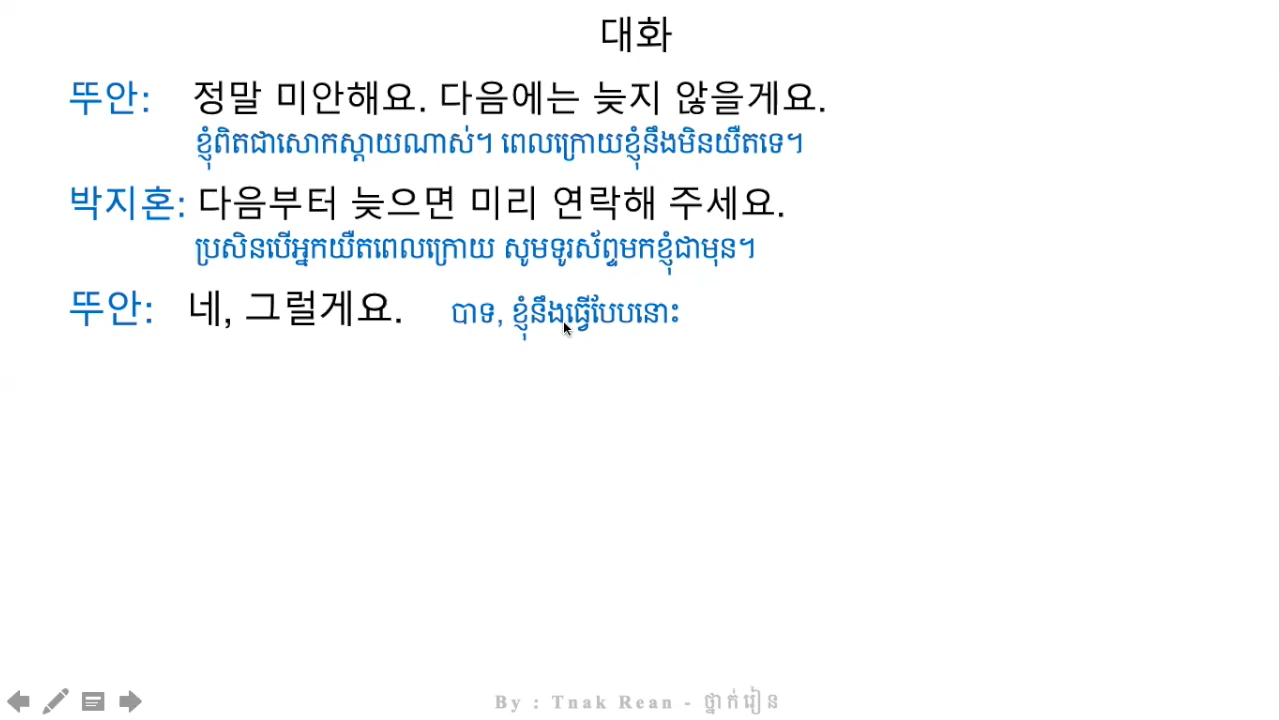 대화
뚜안: 정말 미안해요. 다음에는 늦지 않을게요.
ខ្ញុំពិតជាសោកស្តាយណាស់។ ពេលក្រោយខ្ញុំនឹងមិនយឺតទេ។
박지혼: 다음부터 늦으면 미리 연락해 주세요.
ប្រសិនបើអ្នកយឺតពេលក្រោយ សូមទូរស័ព្ទមកខ្ញុំជាមុន។
뚜안: 네, 그럴게요. បាទ, ខ្ញុំនឹងធ្វើបែបនោះ
By : Tnak Rean - ថ្នាក់រៀន